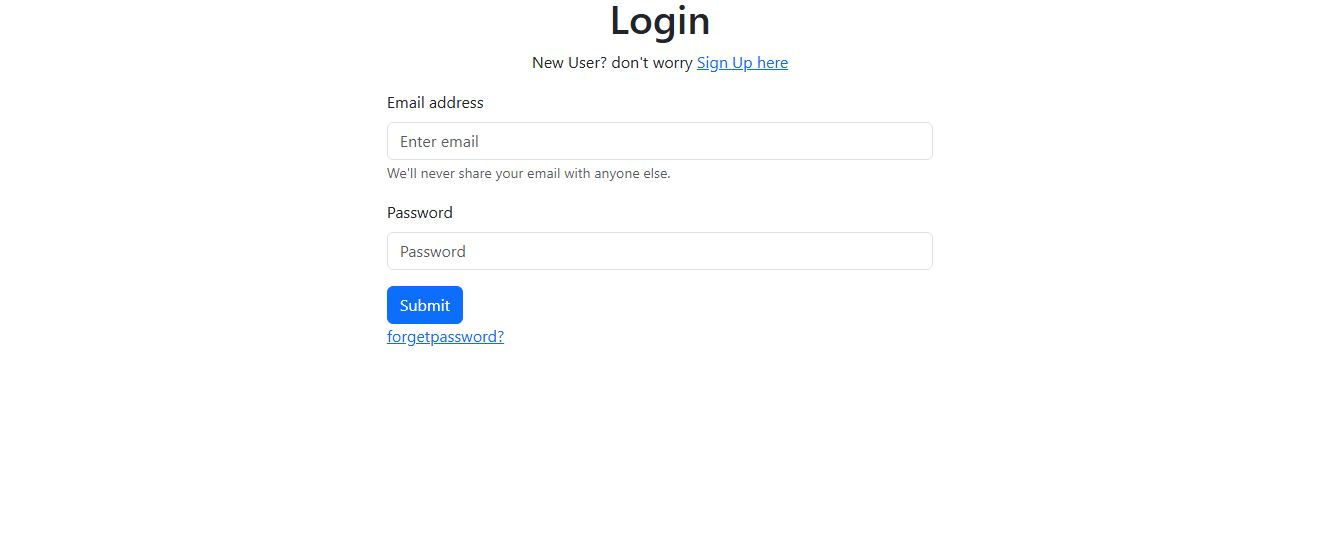 Login
New User? don't worry Sign Up here
Email address
Enter email
We'll never share your email with anyone else.
Password
Password
Submit
forgetpassword?